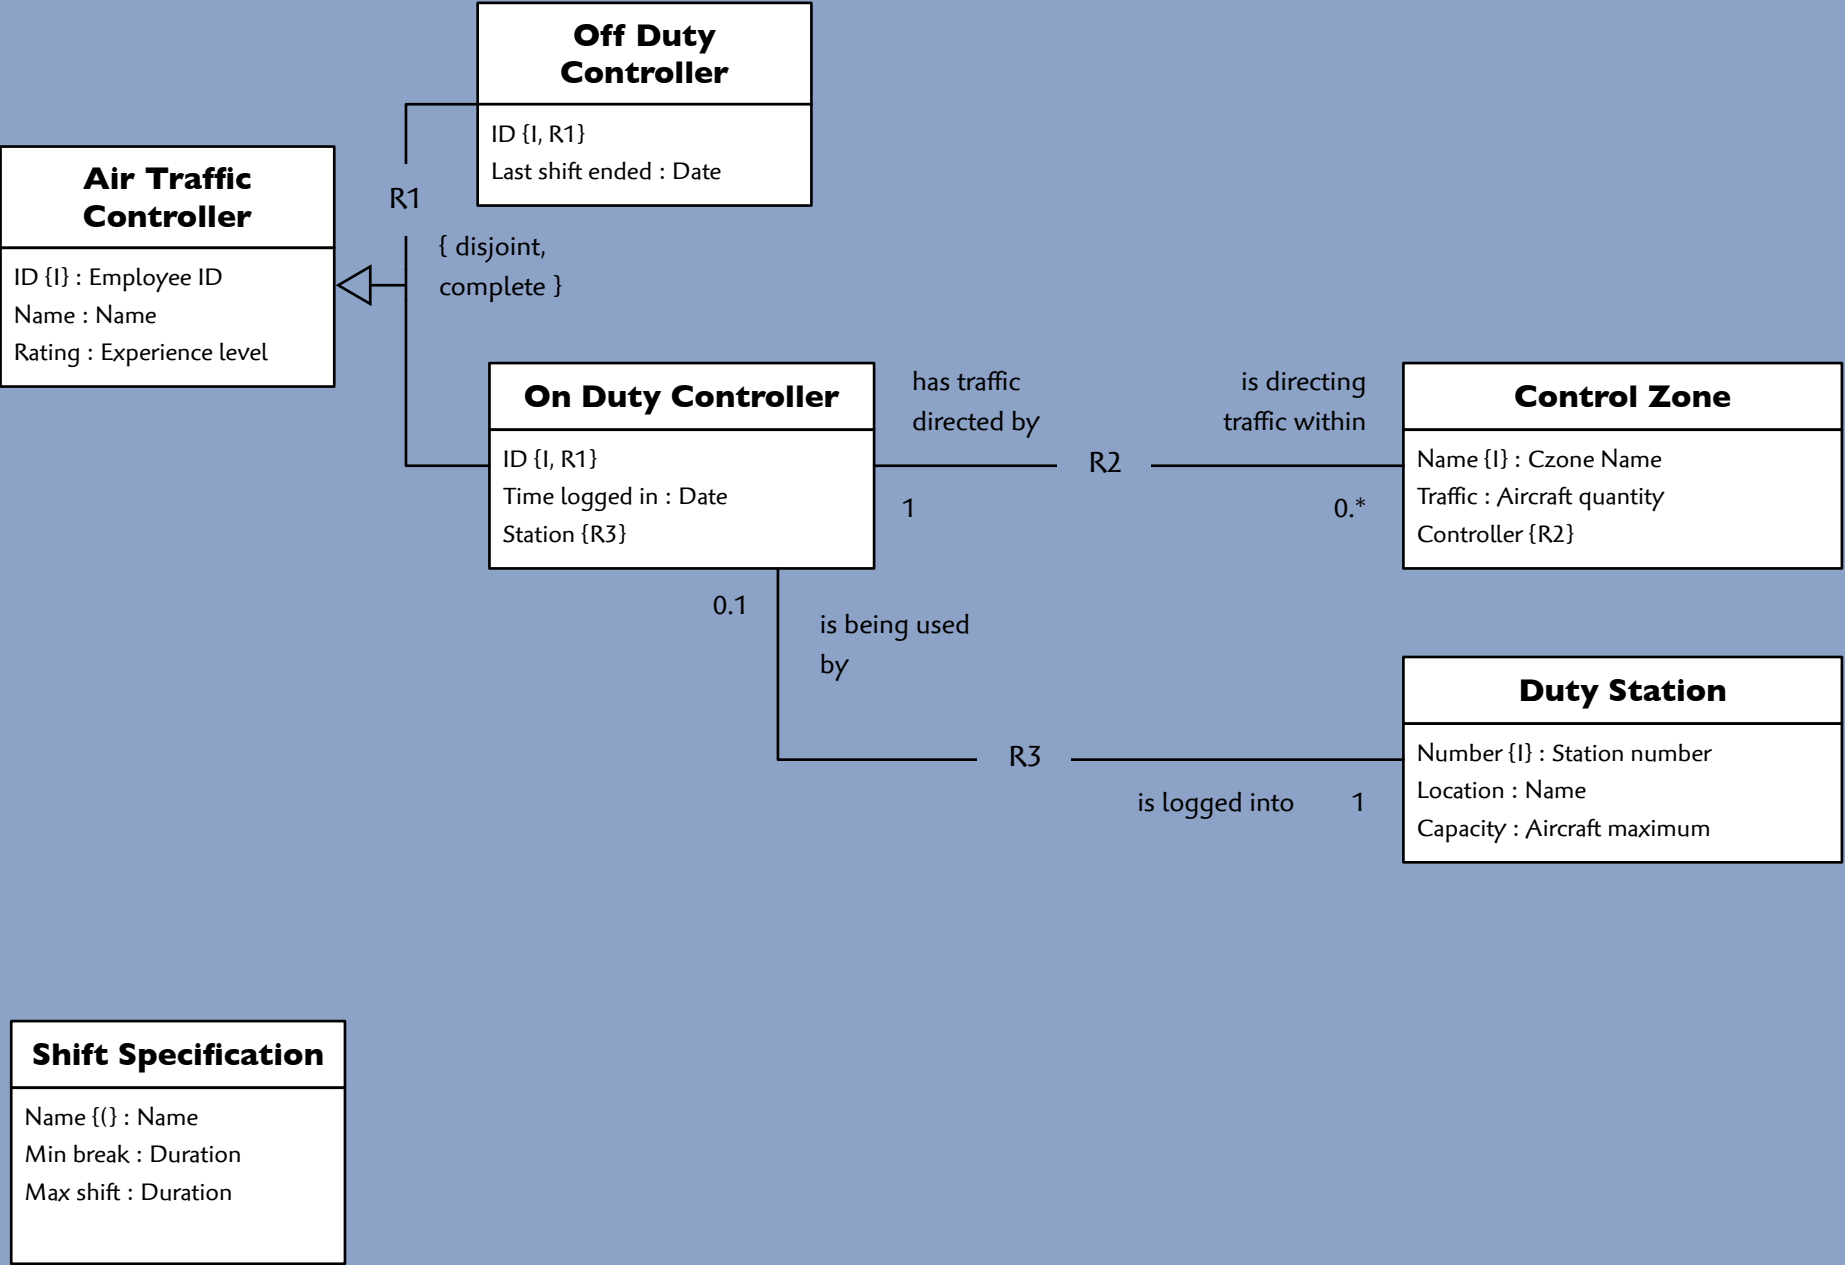 Off Duty
Controller
ID {I, R1}
Last shift ended : Date
Air Traffic
Controller
ID {I} : Employee ID
Name : Name
Rating : Experience level
R1
{ disjoint,
complete }
On Duty Controller
ID {I, R1}
Time logged in : Date
Station {R3}
has traffic
directed by
1
R2
is directing
traffic within
0.*
Control Zone
Name {I} : Czone Name
Traffic : Aircraft quantity
Controller {R2}
0.1
is being used
by
R3
is logged into
1
Duty Station
Number {I} : Station number
Location : Name
Capacity : Aircraft maximum
Shift Specification
Name {(} : Name
Min break : Duration
Max shift : Duration